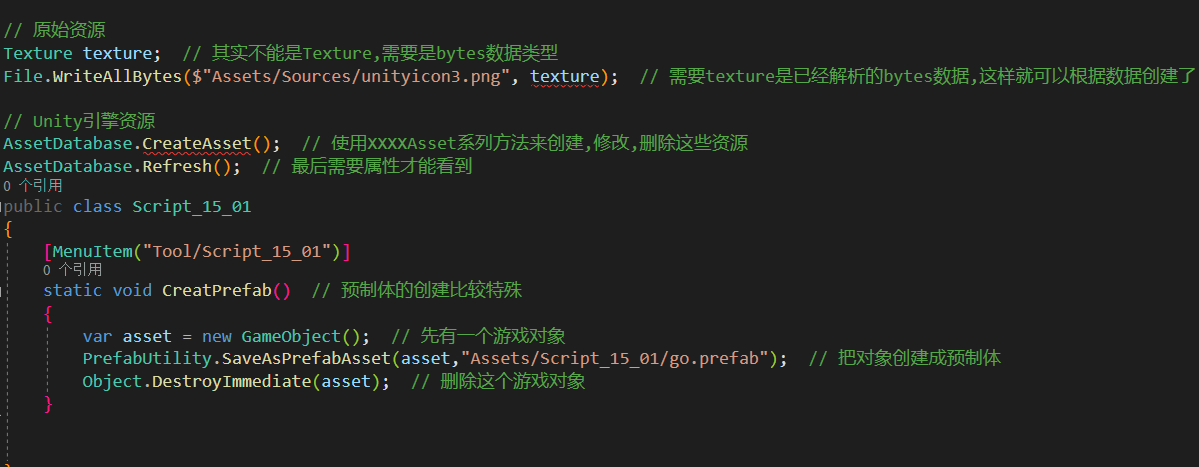 // 原始资源
Texture texture;  // 其实不能是Texture,需要是bytes数据类型
File.WriteAllBytes($"Assets/Sources/unityicon3.png", texture);  // 需要texture是已经解析的bytes数据,这样就可以根据数据创建了
// Unity引擎资源
AssetDatabase.CreateAsset();  // 使用XXXXAsset系列方法来创建,修改,删除这些资源
AssetDatabase.Refresh();  // 最后需要属性才能看到
0 个引用
public class Script_15_01
{
    [MenuItem("Tool/Script_15_01")]
    0 个引用
    static void CreatPrefab()  // 预制体的创建比较特殊
    {
        var asset = new GameObject();  // 先有一个游戏对象
        PrefabUtility.SaveAsPrefabAsset(asset,"Assets/Script_15_01/go.prefab");  // 把对象创建成预制体
        Object.DestroyImmediate(asset);  // 删除这个游戏对象
    }